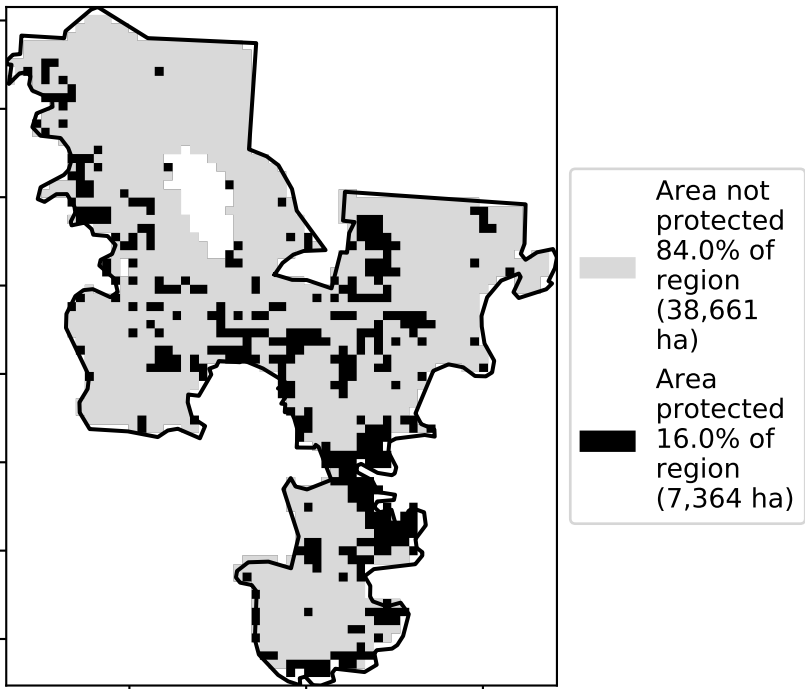 Area not
protected
84.0% of
region
(38,661
ha)
Area
protected
16.0% of
region
(7,364 ha)